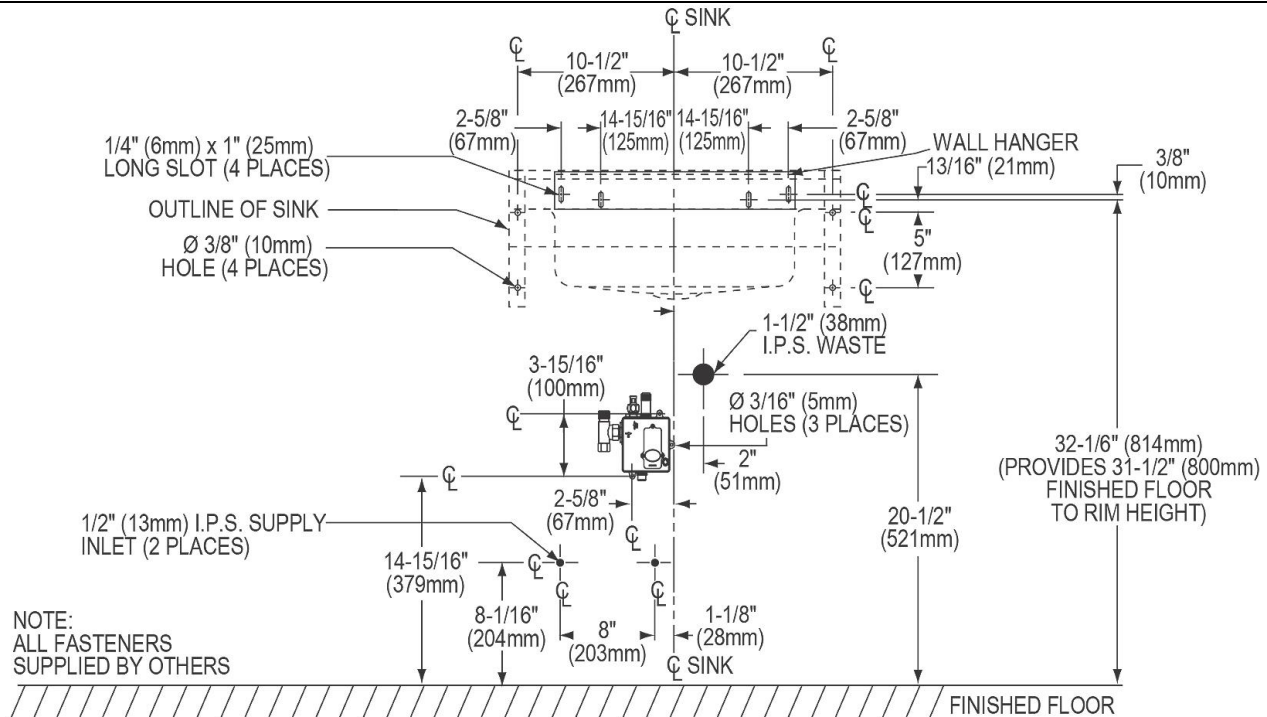 ℄ SINK
℄
℄
10-1/2"
(267mm)
10-1/2"
(267mm)
2-5/8"
(67mm)
14-15/16"
(125mm)
14-15/16"
(125mm)
2-5/8"
(67mm)
WALL HANGER
13/16" (21mm)
3/8"
(10mm)
1/4" (6mm) x 1" (25mm)
LONG SLOT (4 PLACES)
℄
℄
OUTLINE OF SINK
5"
(127mm)
Ø 3/8" (10mm)
HOLE (4 PLACES)
℄
1-1/2" (38mm)
I.P.S. WASTE
3-15/16"
(100mm)
℄
Ø 3/16" (5mm)
HOLES (3 PLACES)
32-1/6" (814mm)
(PROVIDES 31-1/2" (800mm)
FINISHED FLOOR
TO RIM HEIGHT)
2"
(51mm)
℄
2-5/8"
(67mm)
℄
20-1/2"
(521mm)
1/2" (13mm) I.P.S. SUPPLY
INLET (2 PLACES)
14-15/16"
(379mm)
℄
℄
℄
8-1/16"
(204mm)
8"
(203mm)
1-1/8"
(28mm)
NOTE:
ALL FASTENERS
SUPPLIED BY OTHERS
℄ SINK
FINISHED FLOOR